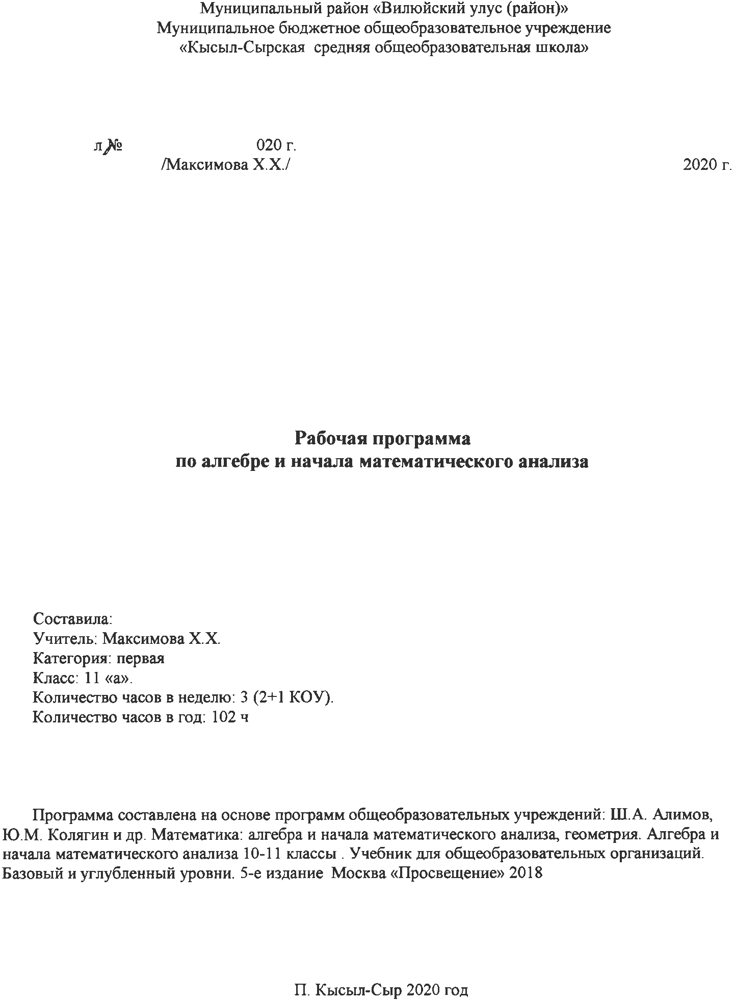 Муниципальный район «Вилюйский улус (район)»
Муниципальное бюджетное общеобразовательное учреждение
«Кысыл-Сырская средняя общеобразовательная школа»
л № 020 г.
/Максимова Х.Х./ 2020 г.
Рабочая программа
по алгебре и начала математического анализа
Составила:
Учитель: Максимова Х.Х.
Категория: первая
Класс: 11 «а».
Количество часов в неделю: 3 (2+1 КОУ).
Количество часов в год: 102 ч
Программа составлена на основе программ общеобразовательных учреждений: Ш.А. Алимов,
Ю.М. Колягин и др. Математика: алгебра и начала математического анализа, геометрия. Алгебра и
начала математического анализа 10-11 классы . Учебник для общеобразовательных организаций.
Базовый и углубленный уровни. 5-е издание Москва «Просвещение» 2018
П. Кысыл-Сыр 2020 год